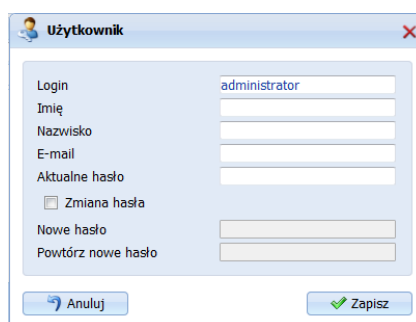 Użytkownik
Login administrator
Imię
Nazwisko
E-mail
Aktualne hasło
Zmiana hasła
Nowe hasło
Powtórz nowe hasło
Anuluj Zapisz